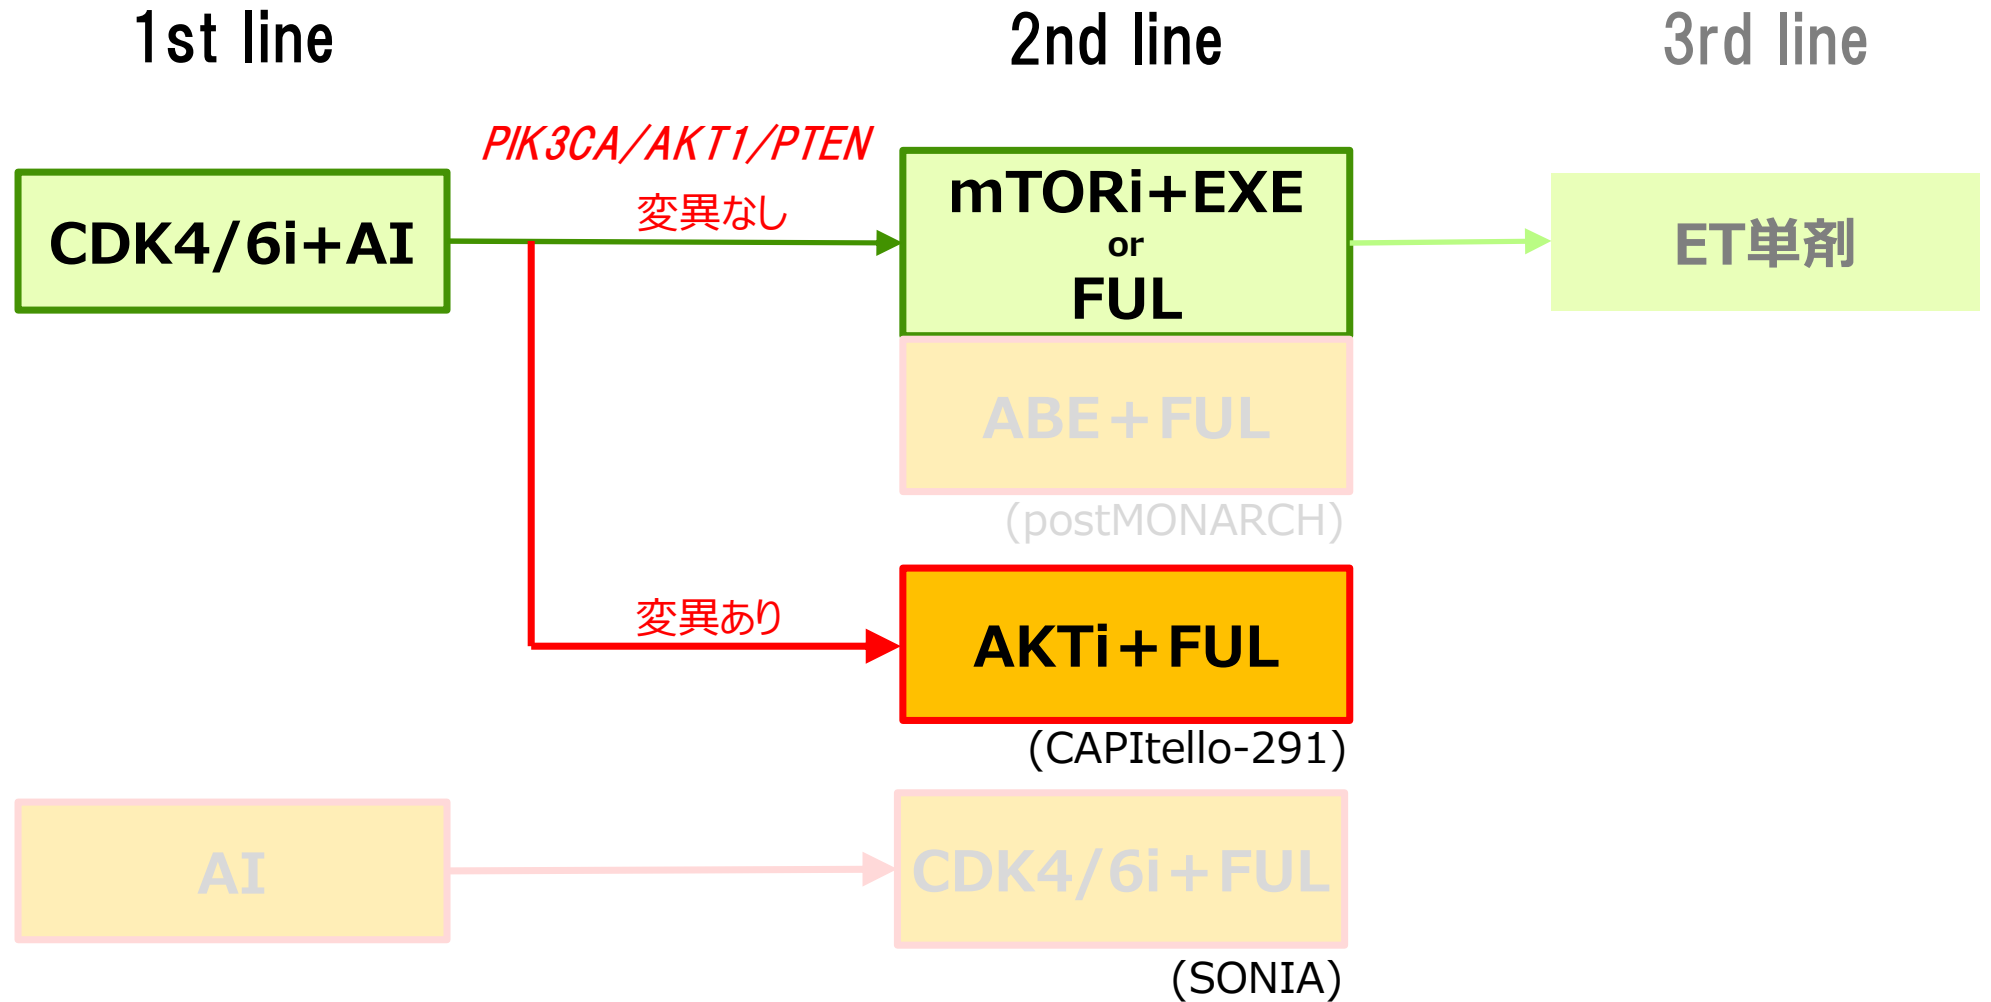 1st line
2nd line
3rd line
PIK3CA/AKT1/PTEN
変異なし
CDK4/6i+AI
mTORi+EXE
or
FUL
ET単剤
ABE+FUL
(postMONARCH)
変異あり
AKTi+FUL
(CAPItello-291)
AI
CDK4/6i+FUL
(SONIA)